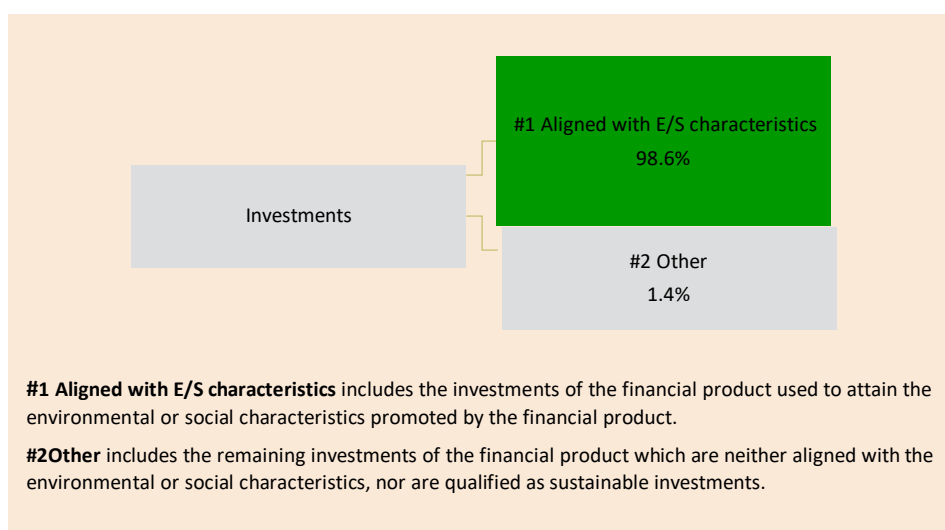 #1 Aligned with E/S characteristics
98.6%
Investments
#2 Other
1.4%
#1 Aligned with E/S characteristics includes the investments of the financial product used to attain the
environmental or social characteristics promoted by the financial product.
#2Other includes the remaining investments of the financial product which are neither aligned with the
environmental or social characteristics, nor are qualified as sustainable investments.